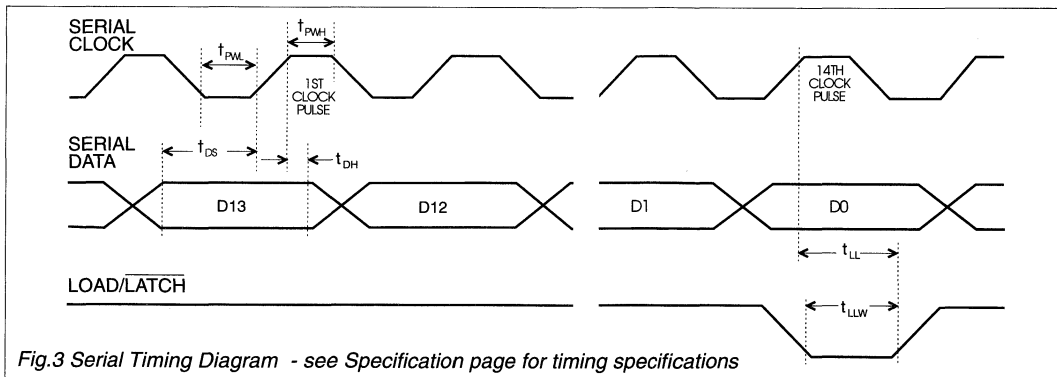 SERIAL
CLOCK
tPWL
tPWH
1ST
CLOCK
PULSE
14TH
CLOCK
PULSE
SERIAL
DATA
tDS
tDH
D13
D12
D1
D0
tLL
LOAD/LATCH
tLLW
Fig.3 Serial Timing Diagram - see Specification page for timing specifications